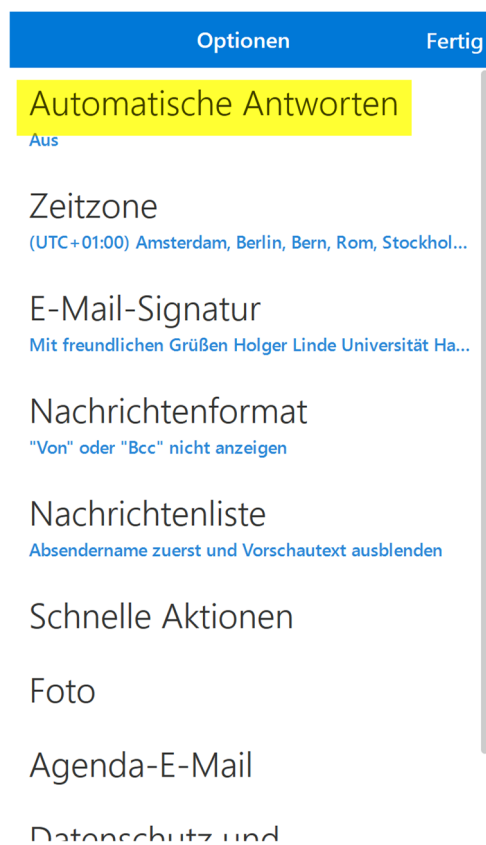 Optionen Fertig
Automatische Antworten
Aus
Zeitzone
(UTC+01:00) Amsterdam, Berlin, Bern, Rom, Stockhol...
E-Mail-Signatur
Mit freundlichen Grüßen Holger Linde Universität Ha...
Nachrichtenformat
"Von" oder "Bcc" nicht anzeigen
Nachrichtenliste
Absendername zuerst und Vorschautext ausblenden
Schnelle Aktionen
Foto
Agenda-E-Mail
Datenschutz und